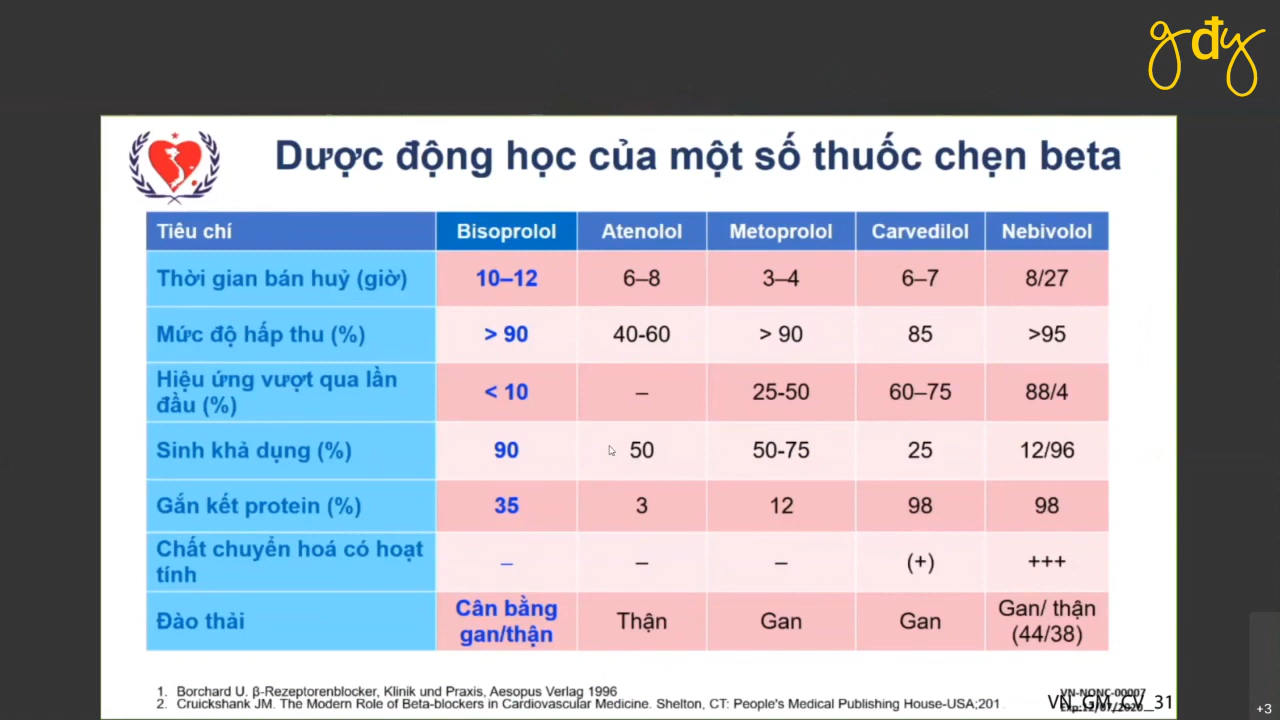 gđy
Dược động học của một số thuốc chẹn beta
Tiêu chí Bisoprolol Atenolol Metoprolol Carvedilol Nebivolol
Thời gian bán huỷ (giờ) 10–12 6–8 3–4 6–7 8/27
Mức độ hấp thu (%) > 90 40-60 > 90 85 >95
Hiệu ứng vượt qua lần
đầu (%) < 10 – 25-50 60–75 88/4
Sinh khả dụng (%) 90 50 50-75 25 12/96
Gắn kết protein (%) 35 3 12 98 98
Chất chuyển hoá có hoạt
tính – – – (+) +++
Đào thải Cân bằng
gan/thận Thận Gan Gan Gan/ thận
(44/38)
1. Borchard U. β-Rezeptorenblocker, Klinik und Praxis, Aesopus Verlag 1996
2. Cruickshank JM. The Modern Role of Beta-blockers in Cardiovascular Medicine. Shelton, CT: People's Medical Publishing House-USA;201
VN-NONC-00007
VN_GM_CV_31
+3